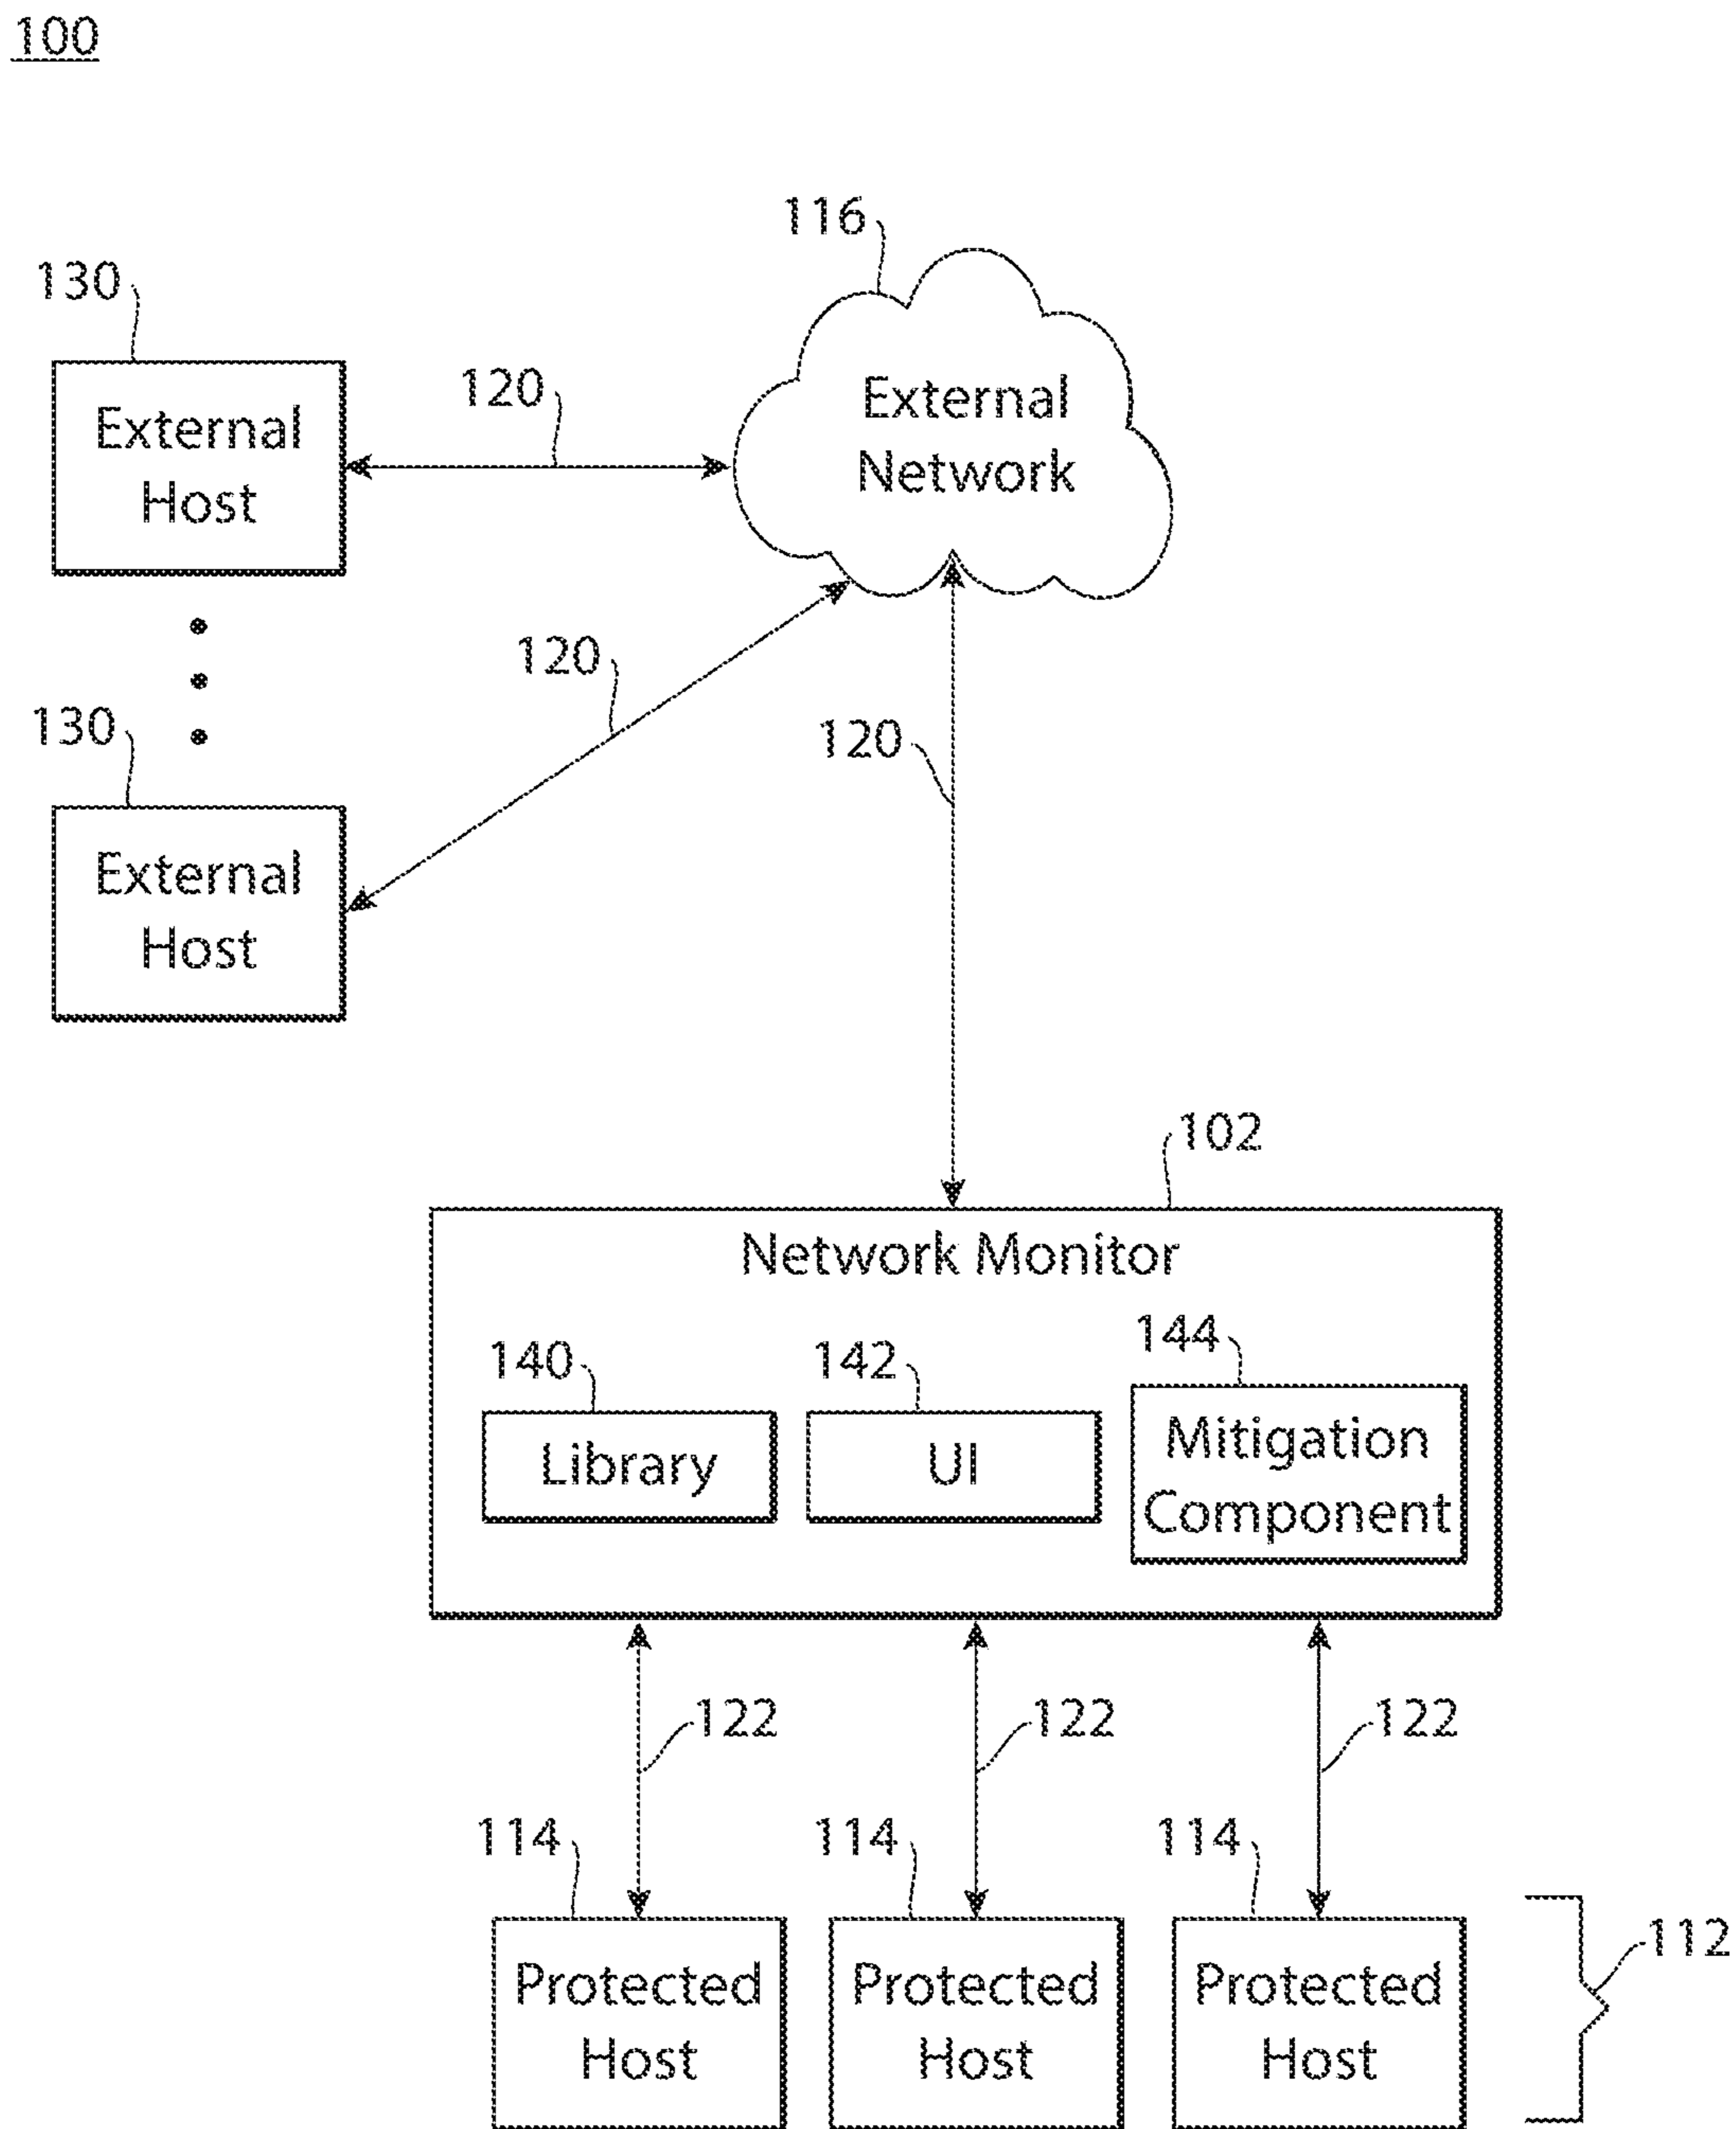 100
116
130
120
External
Host
External
Network
120
130
120
External
Host
102
Network Monitor
140
142
144
Library
UI
Mitigation
Component
122
122
122
114
114
114
112
Protected
Host
Protected
Host
Protected
Host